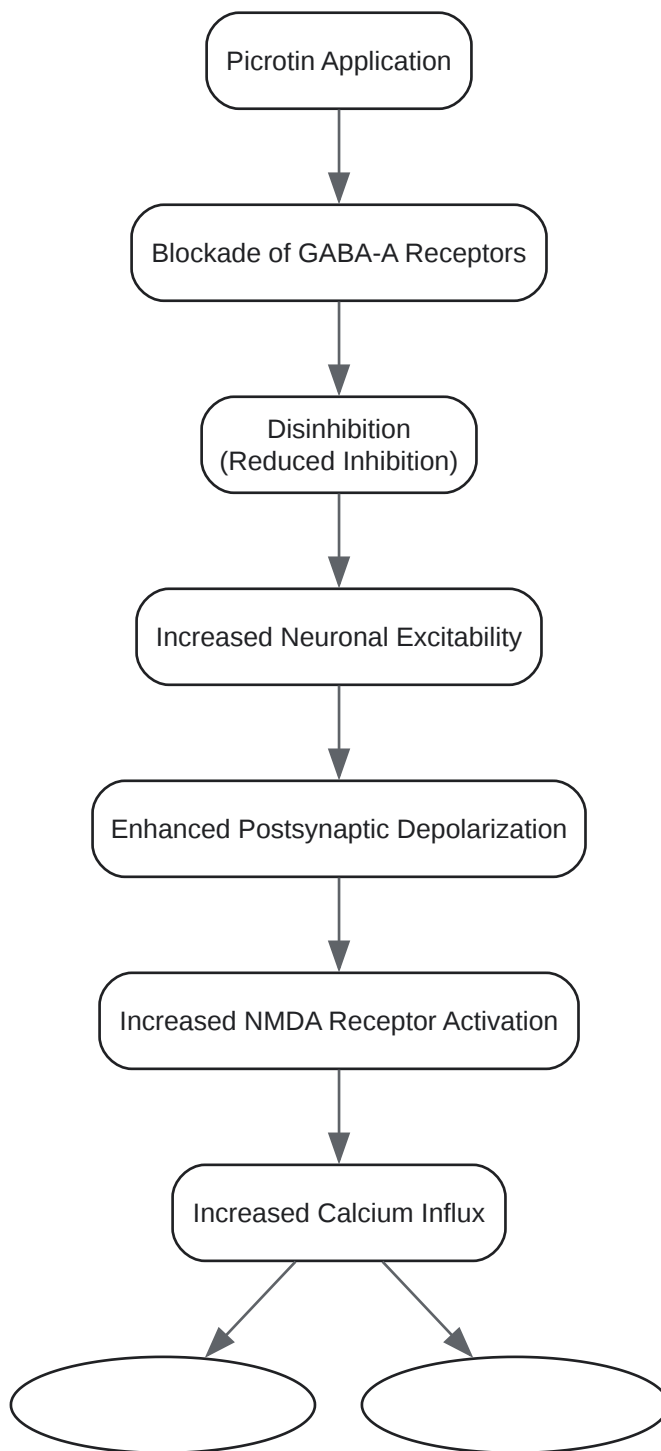 Picrotin Application
Blockade of GABA-A Receptors
Disinhibition
(Reduced Inhibition)
Increased Neuronal Excitability
Enhanced Postsynaptic Depolarization
Increased NMDA Receptor Activation
Increased Calcium Influx